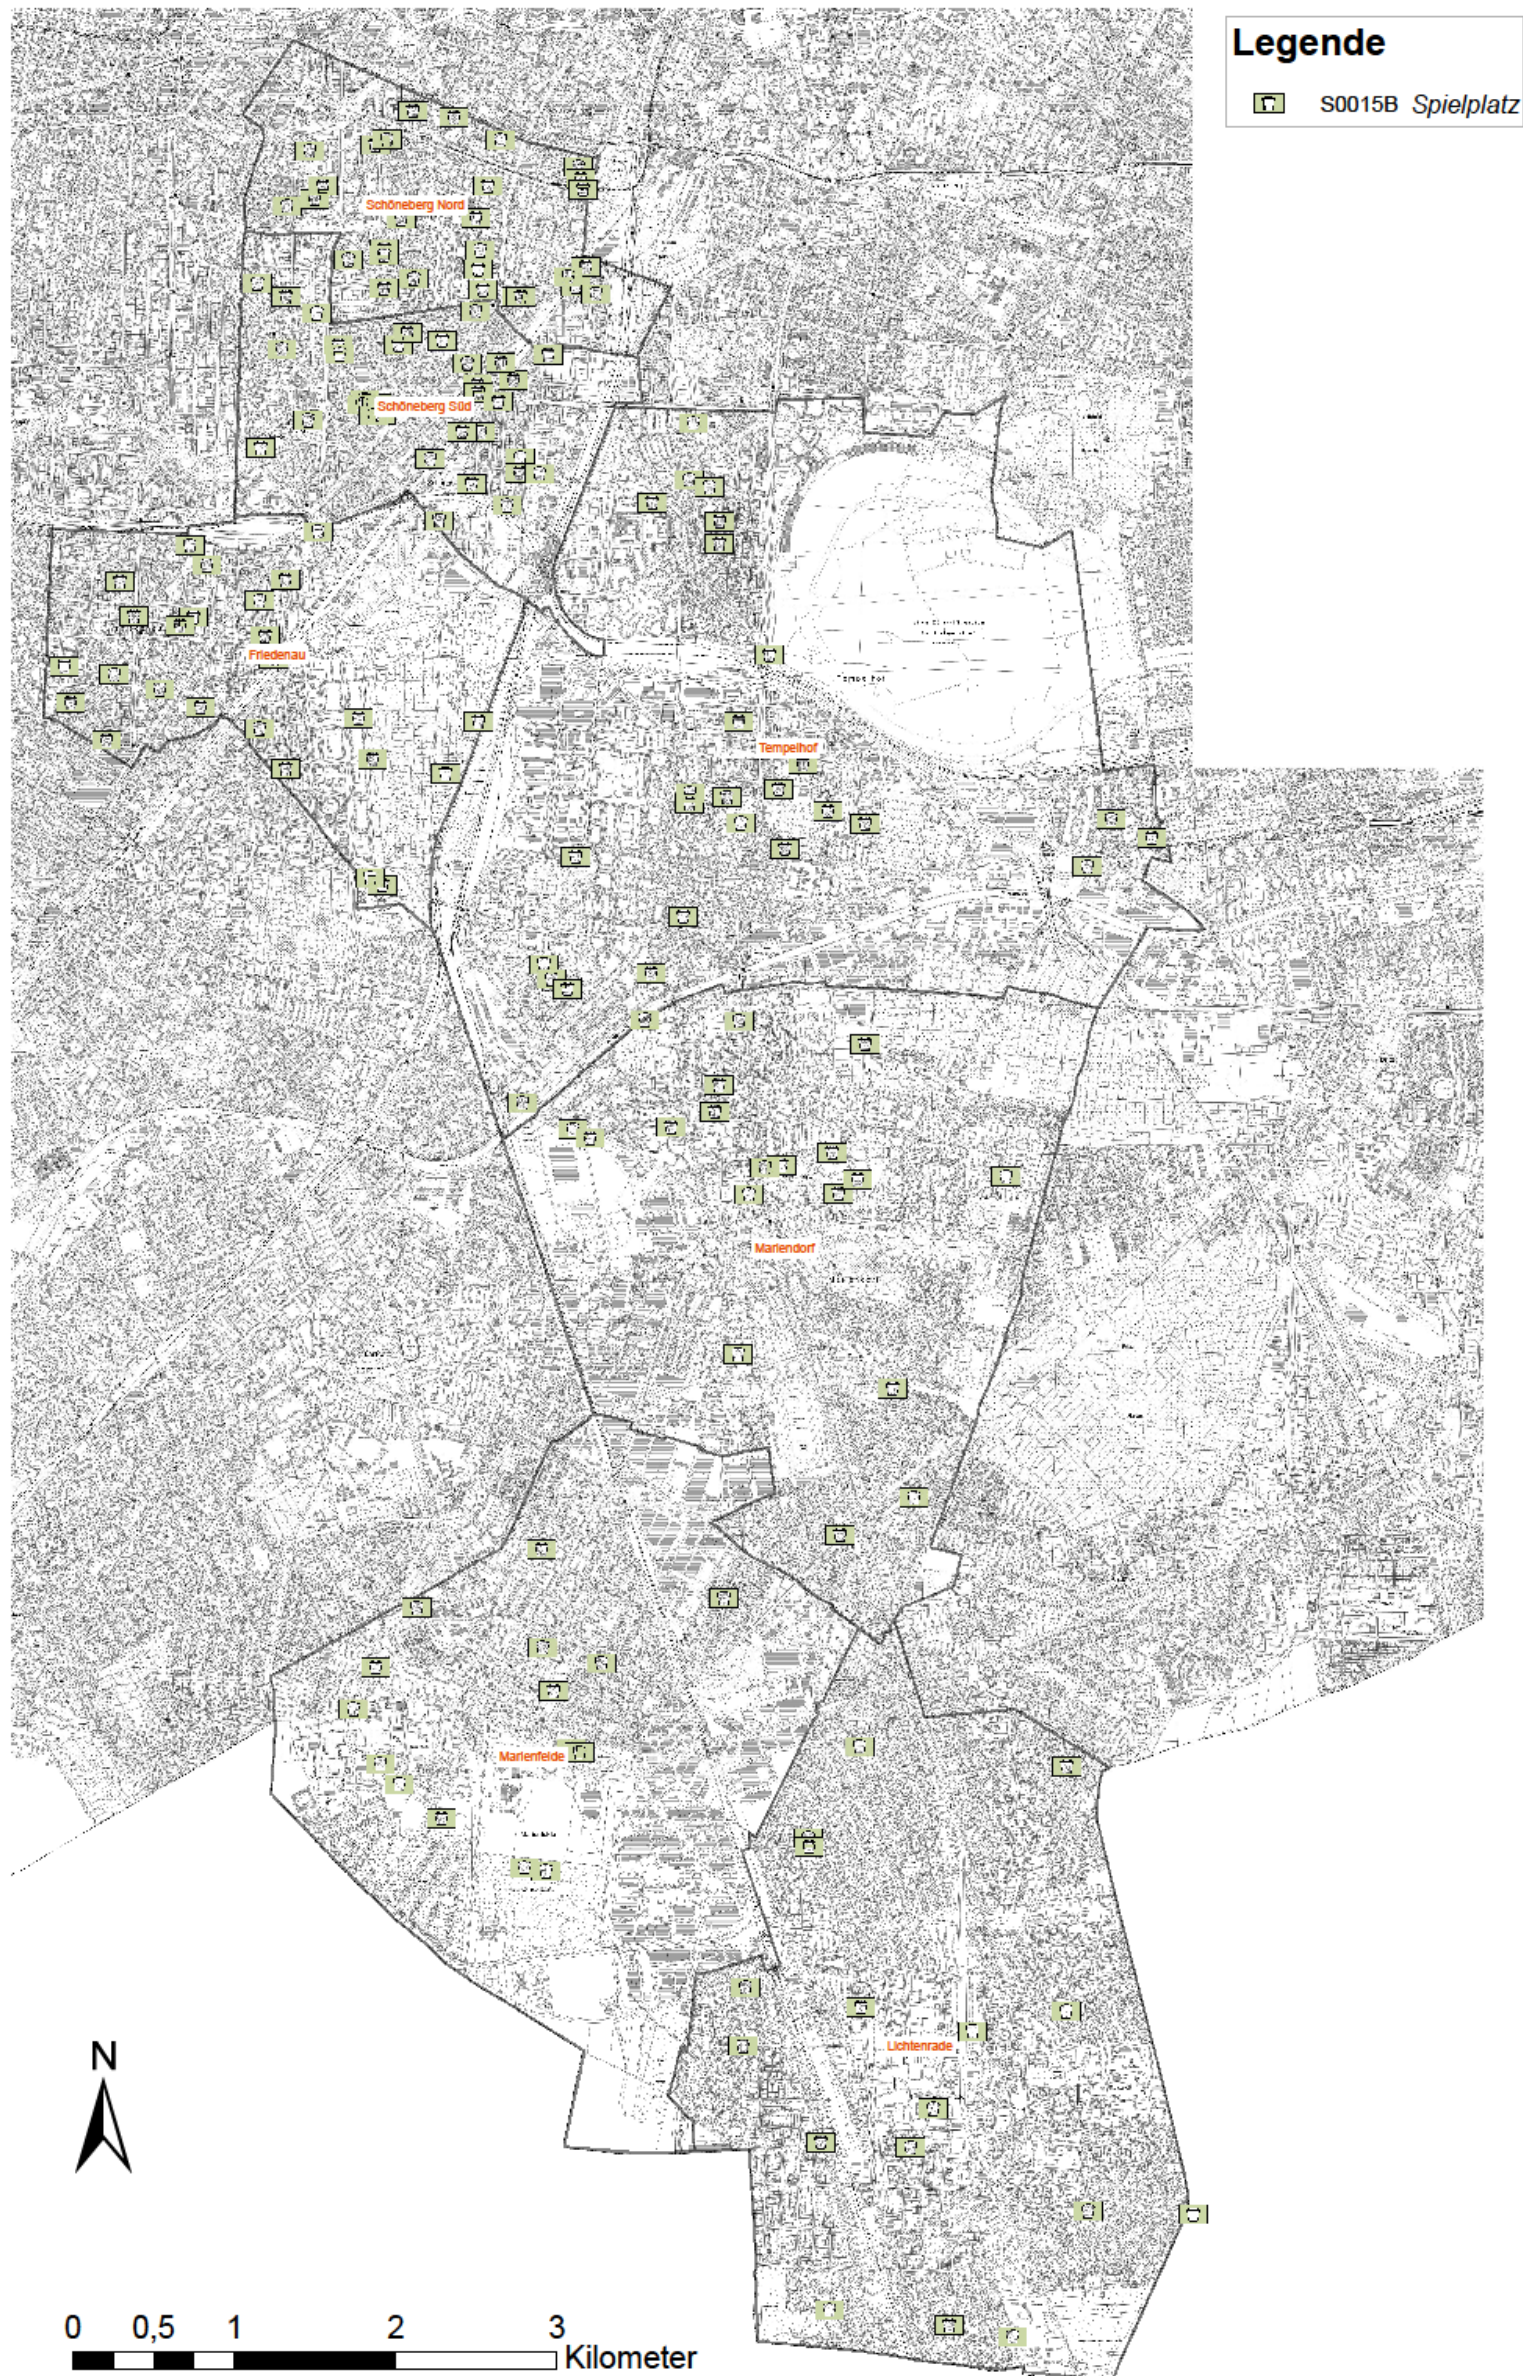 Legende
S0015B Spielplatz
Schöneberg Nord
Schöneberg Süd
Friedenau
Tempelhof
Mariendorf
Marienfelde
Lichtenrade
N
0 0,5 1 2 3
Kilometer